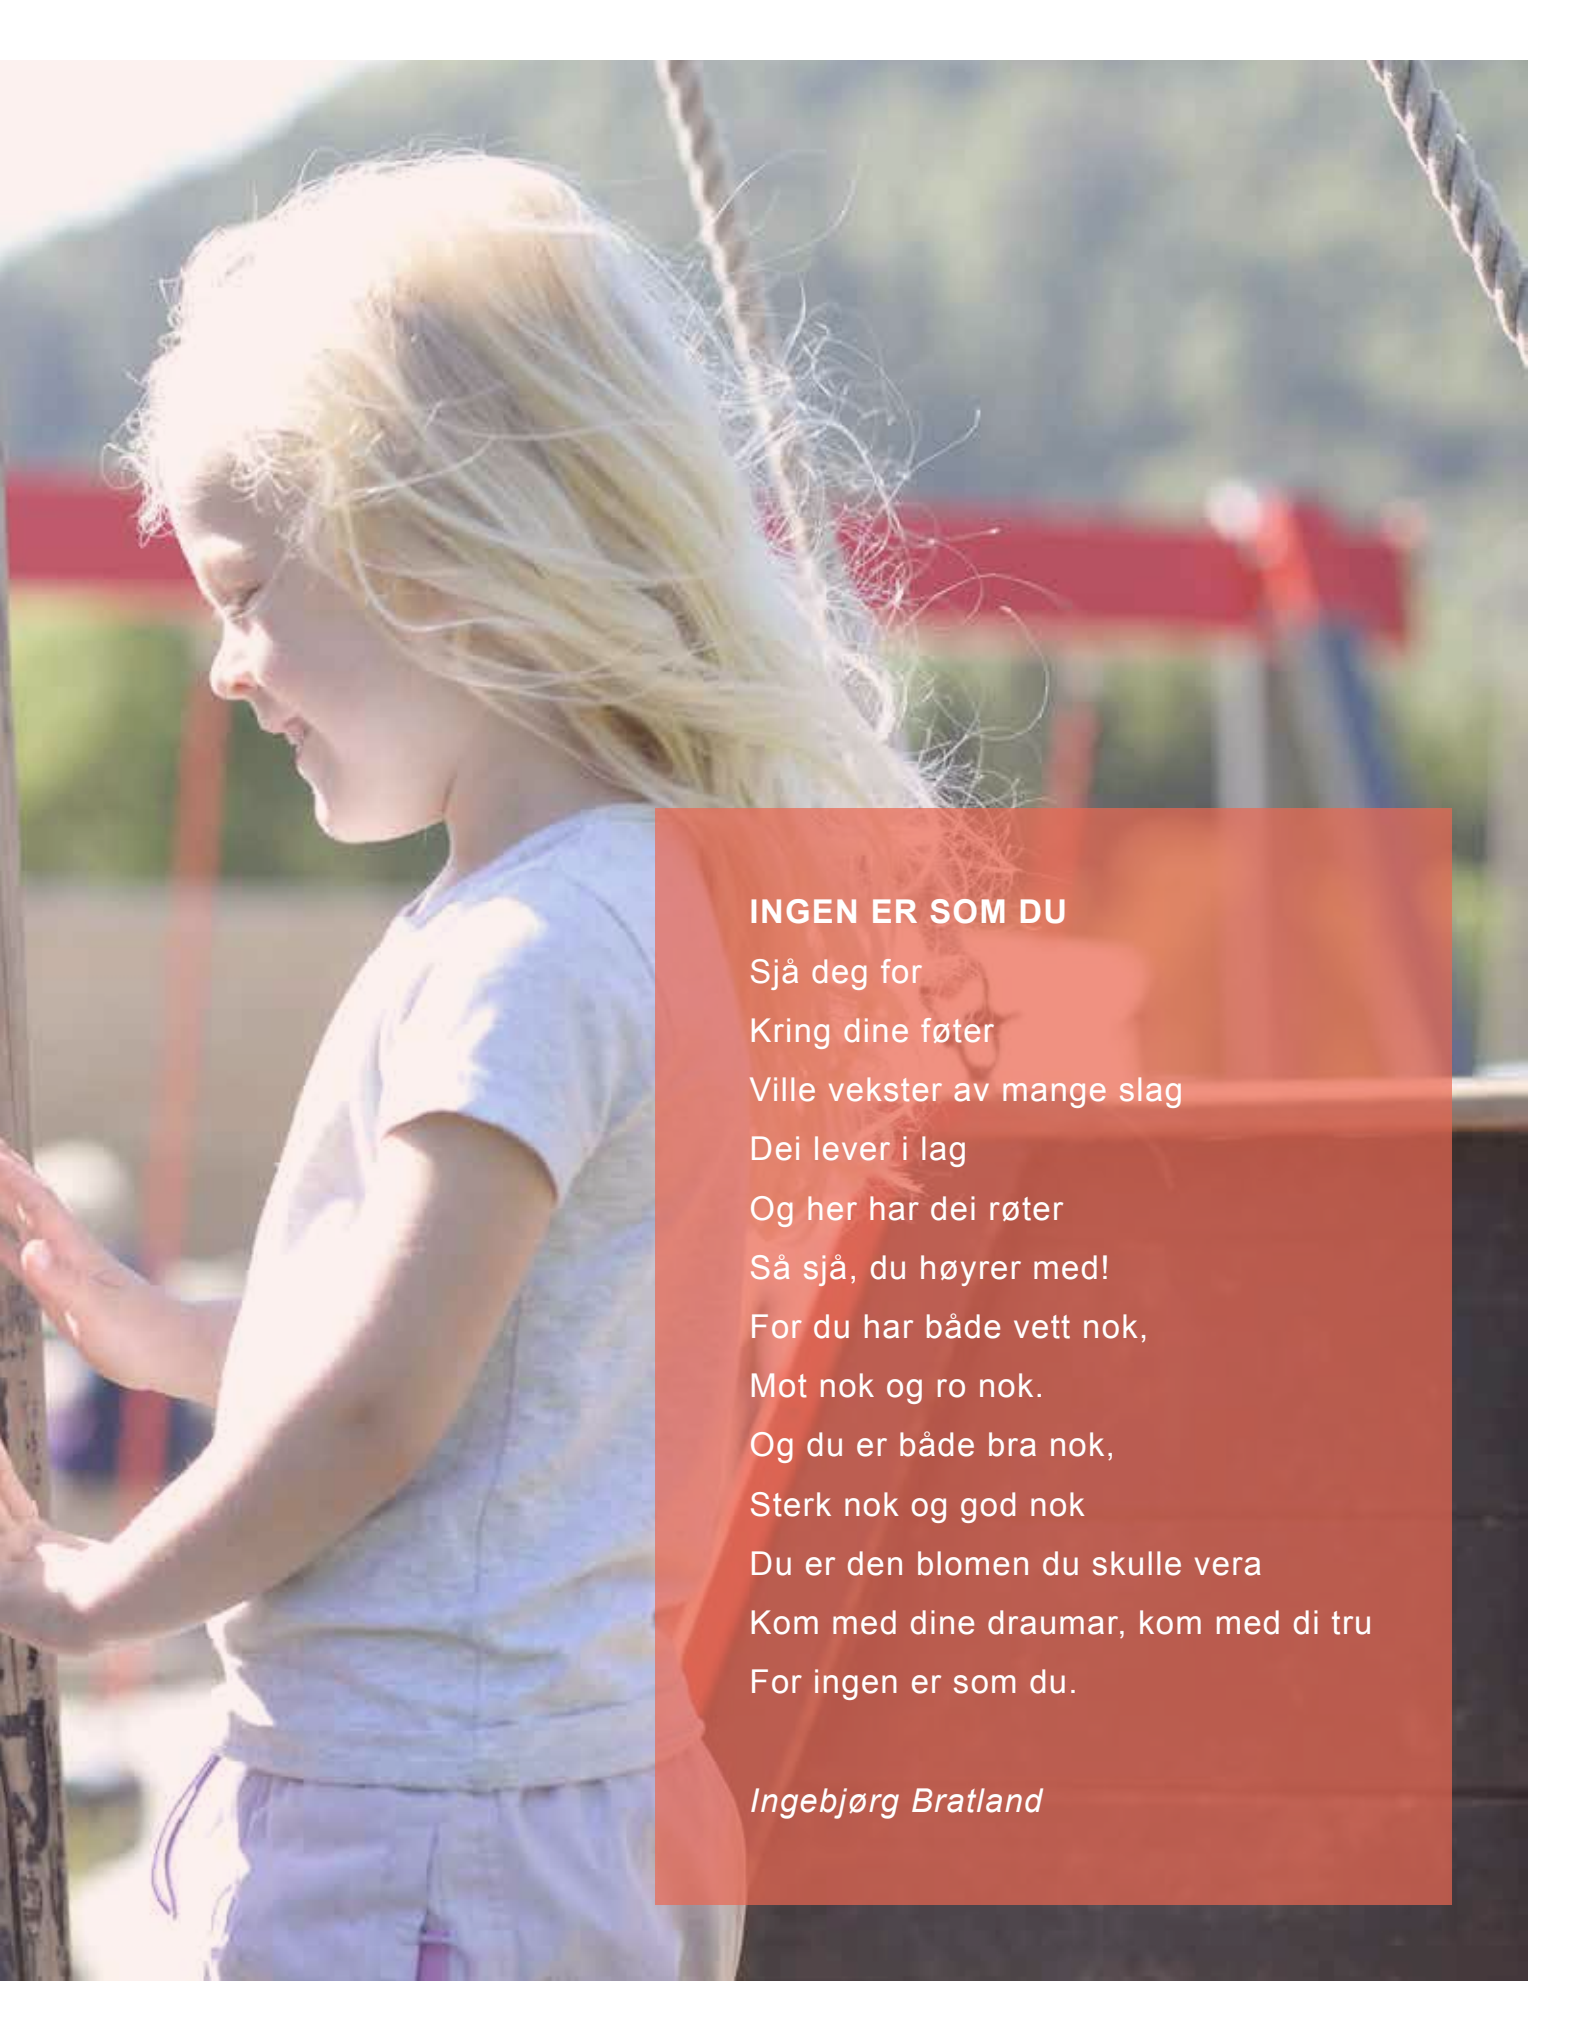 INGEN ER SOM DU
Sjå deg for
Kring dine føter
Ville vekster av mange slag
Dei lever i lag
Og her har dei røter
Så sjå, du høyrer med!
For du har både vett nok,
Mot nok og ro nok.
Og du er både bra nok,
Sterk nok og god nok
Du er den blomen du skulle vera
Kom med dine draumar, kom med di tru
For ingen er som du.
Ingebjørg Bratland